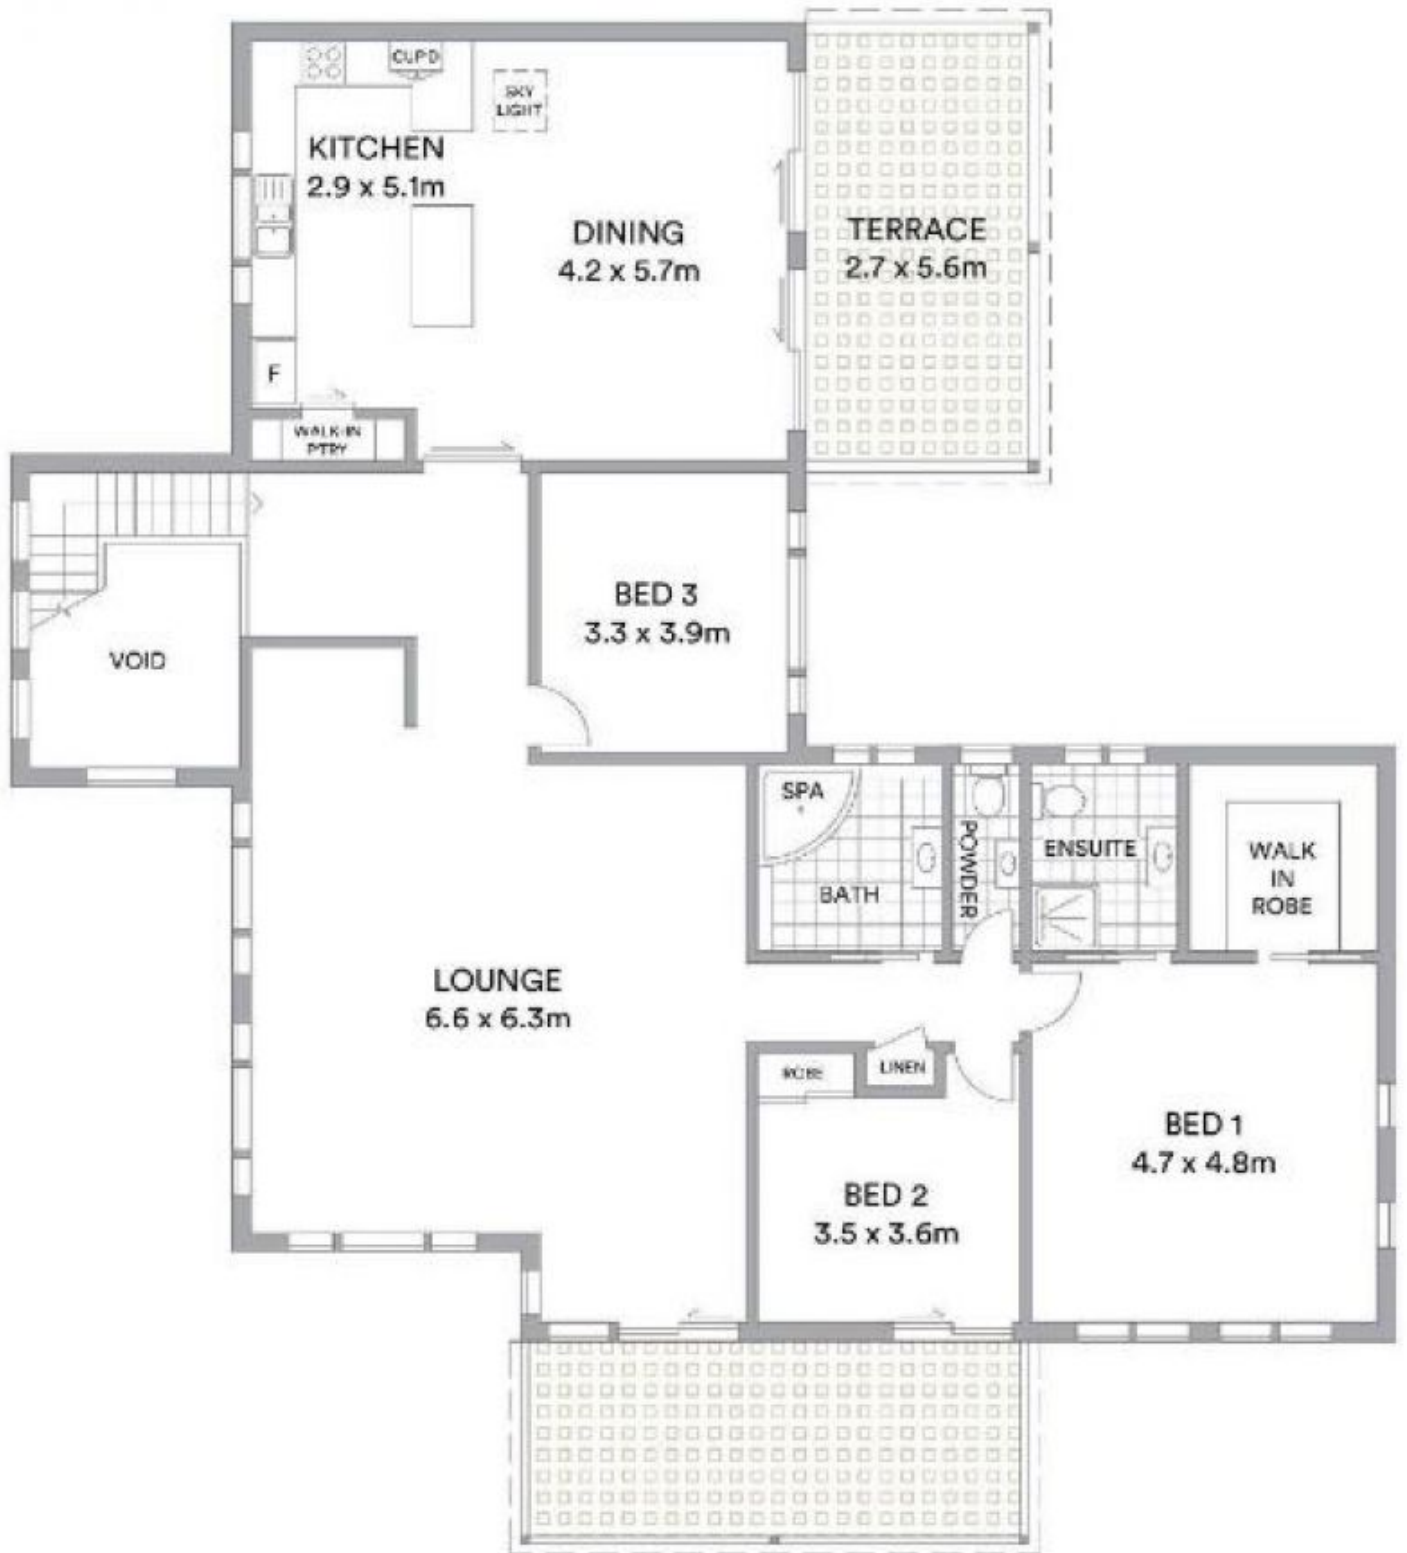 CUPD
SKY
LIGHT
KITCHEN
2.9 x 5.1m
DINING
4.2 x 5.7m
TERRACE
2.7 x 5.6m
F
WALK-IN
PTRY
BED 3
3.3 x 3.9m
VOID
SPA
BATH
POWDER
ENSUITE
WALK
IN
ROBE
LOUNGE
6.6 x 6.3m
ROBE
LINEN
BED 1
4.7 x 4.8m
BED 2
3.5 x 3.6m